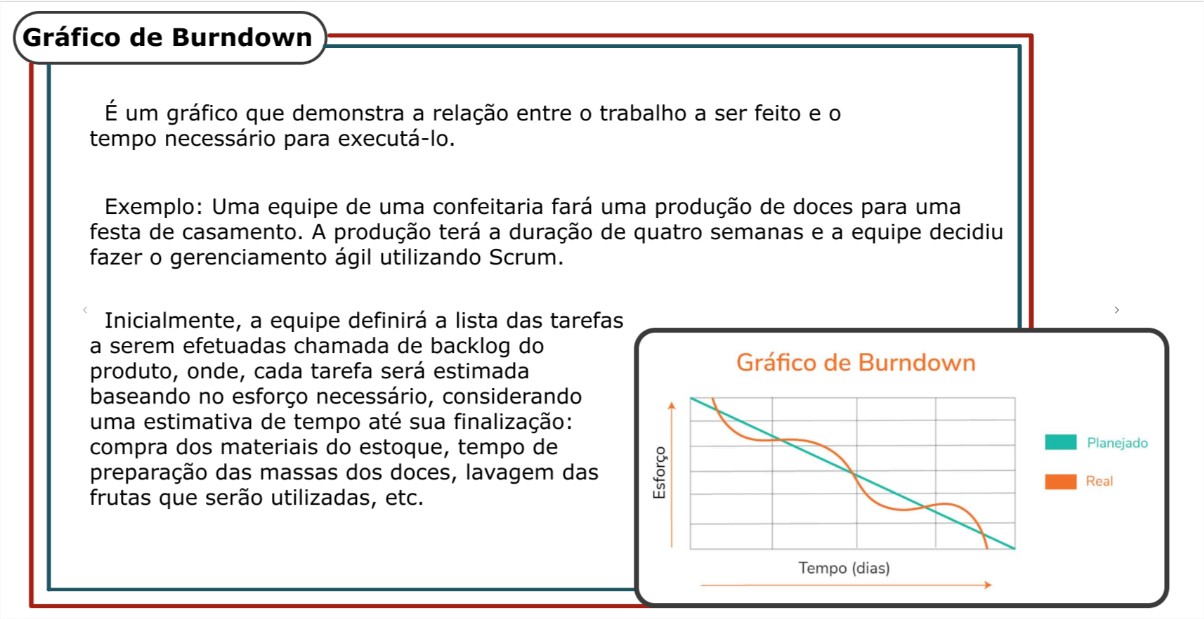 Gráfico de Burndown
É um gráfico que demonstra a relação entre o trabalho a ser feito e o
tempo necessário para executá-lo.
Exemplo: Uma equipe de uma confeitaria fará uma produção de doces para uma
festa de casamento. A produção terá a duração de quatro semanas e a equipe decidiu
fazer o gerenciamento ágil utilizando Scrum.
Inicialmente, a equipe definirá a lista das tarefas
a serem efetuadas chamada de backlog do
produto, onde, cada tarefa será estimada
baseando no esforço necessário, considerando
uma estimativa de tempo até sua finalização:
compra dos materiais do estoque, tempo de
preparação das massas dos doces, lavagem das
frutas que serão utilizadas, etc.
Gráfico de Burndown
Esforço
Planejado
Real
Tempo (dias)